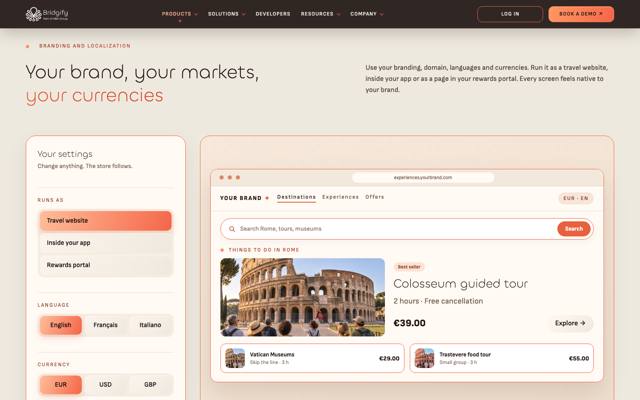 Bridgify
PRODUCTS
SOLUTIONS
DEVELOPERS
RESOURCES
COMPANY
LOG IN
BOOK A DEMO ↗
BRANDING AND LOCALIZATION
Your brand, your markets,
your currencies
Use your branding, domain, languages and currencies. Run it as a travel website,
inside your app or as a page in your rewards portal. Every screen feels native to
your brand.
Your settings
Change anything. The store follows.
RUNS AS
Travel website
Inside your app
Rewards portal
LANGUAGE
English
Français
Italiano
CURRENCY
EUR
USD
GBP
experiences.yourbrand.com
YOUR BRAND
Destinations
Experiences
Offers
EUR · EN
Search Rome, tours, museums
Search
THINGS TO DO IN ROME
Best seller
Colosseum guided tour
2 hours · Free cancellation
€39.00
Explore →
Vatican Museums
Skip the line · 3 h
€29.00
Trastevere food tour
Small group · 3 h
€55.00